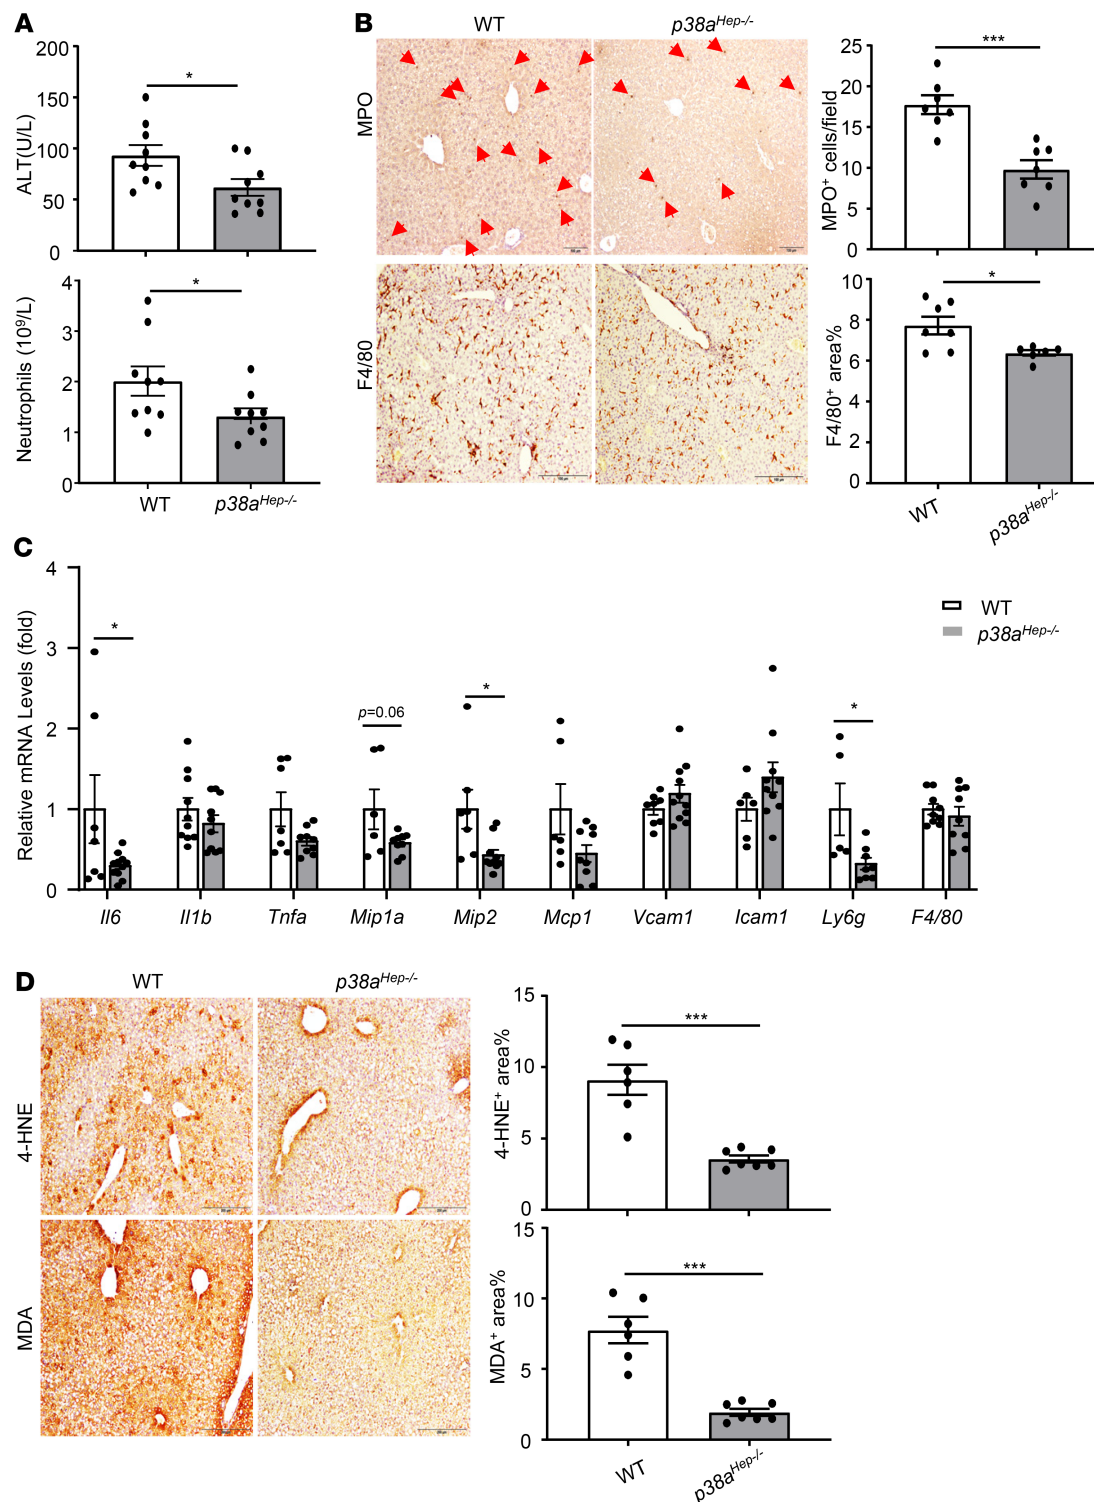 A
200
150
100
50
0
ALT(U/L)
*
4
3
2
1
0
Neutrophils (10⁹/L)
*
WT
p38a^Hep-/-
B
WT
p38a^Hep-/-
MPO
F4/80
25
20
15
10
5
0
MPO⁺ cells/field
***
10
8
6
4
2
0
F4/80⁺ area%
*
WT
p38a^Hep-/-
C
4
3
2
1
0
Relative mRNA Levels (fold)
*
p=0.06
*
*
WT
p38a^Hep-/-
Il6 Il1b Tnfa Mip1a Mip2 Mcp1 Vcam1 Icam1 Ly6g F4/80
D
WT
p38a^Hep-/-
4-HNE
MDA
15
10
5
0
4-HNE⁺ area%
***
15
10
5
0
MDA⁺ area%
***
WT
p38a^Hep-/-